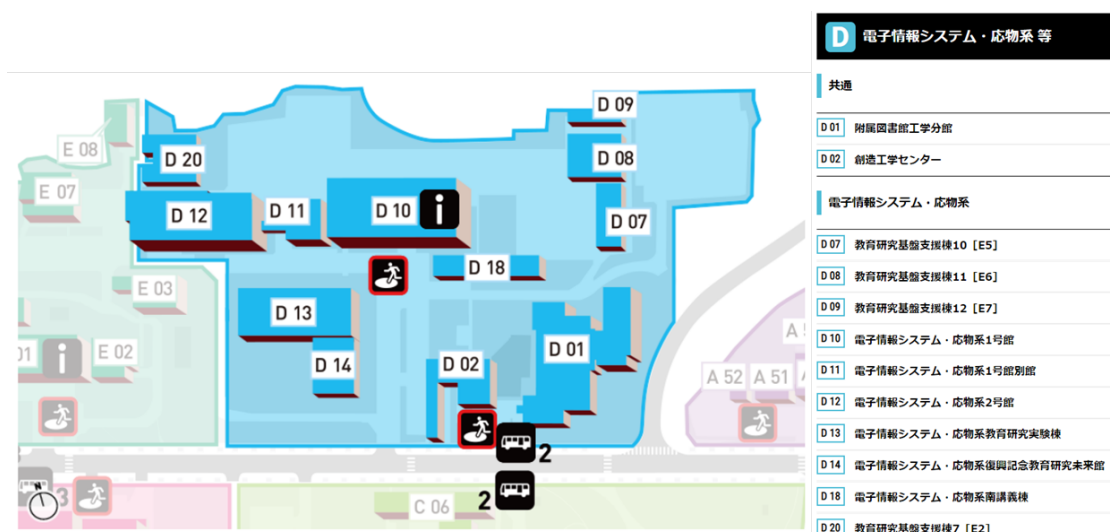 D 09
E 08
D 20
D 08
E 07
D 12
D 11
D 10
i
D 07
D 18
E 03
D 13
01
i
E 02
D 14
D 02
D 01
A 52
A 51
2
2
N
3
C 06
D 電子情報システム・応物系 等
共通
D 01 附属図書館工学分館
D 02 創造工学センター
電子情報システム・応物系
D 07 教育研究基盤支援棟10［E5］
D 08 教育研究基盤支援棟11［E6］
D 09 教育研究基盤支援棟12［E7］
D 10 電子情報システム・応物系1号館
D 11 電子情報システム・応物系1号館別館
D 12 電子情報システム・応物系2号館
D 13 電子情報システム・応物系教育研究実験棟
D 14 電子情報システム・応物系復興記念教育研究未来館
D 18 電子情報システム・応物系南講義棟
D 20 教育研究基盤支援棟7［E2］